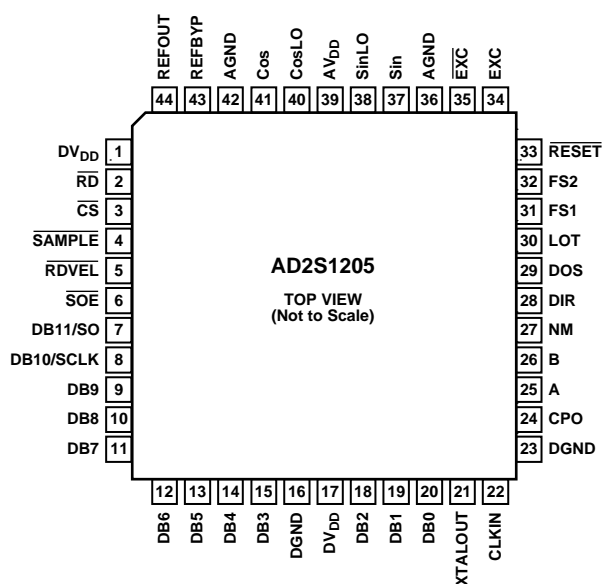 REFOUT
REFBYP
AGND
Cos
CosLO
AVDD
SinLO
Sin
AGND
EXC
EXC
44 43 42 41 40 39 38 37 36 35 34
DVDD 1
RD 2
CS 3
SAMPLE 4
RDVEL 5
SOE 6
DB11/SO 7
DB10/SCLK 8
DB9 9
DB8 10
DB7 11
AD2S1205
TOP VIEW
(Not to Scale)
33 RESET
32 FS2
31 FS1
30 LOT
29 DOS
28 DIR
27 NM
26 B
25 A
24 CPO
23 DGND
12 13 14 15 16 17 18 19 20 21 22
DB6
DB5
DB4
DB3
DGND
DVDD
DB2
DB1
DB0
XTALOUT
CLKIN